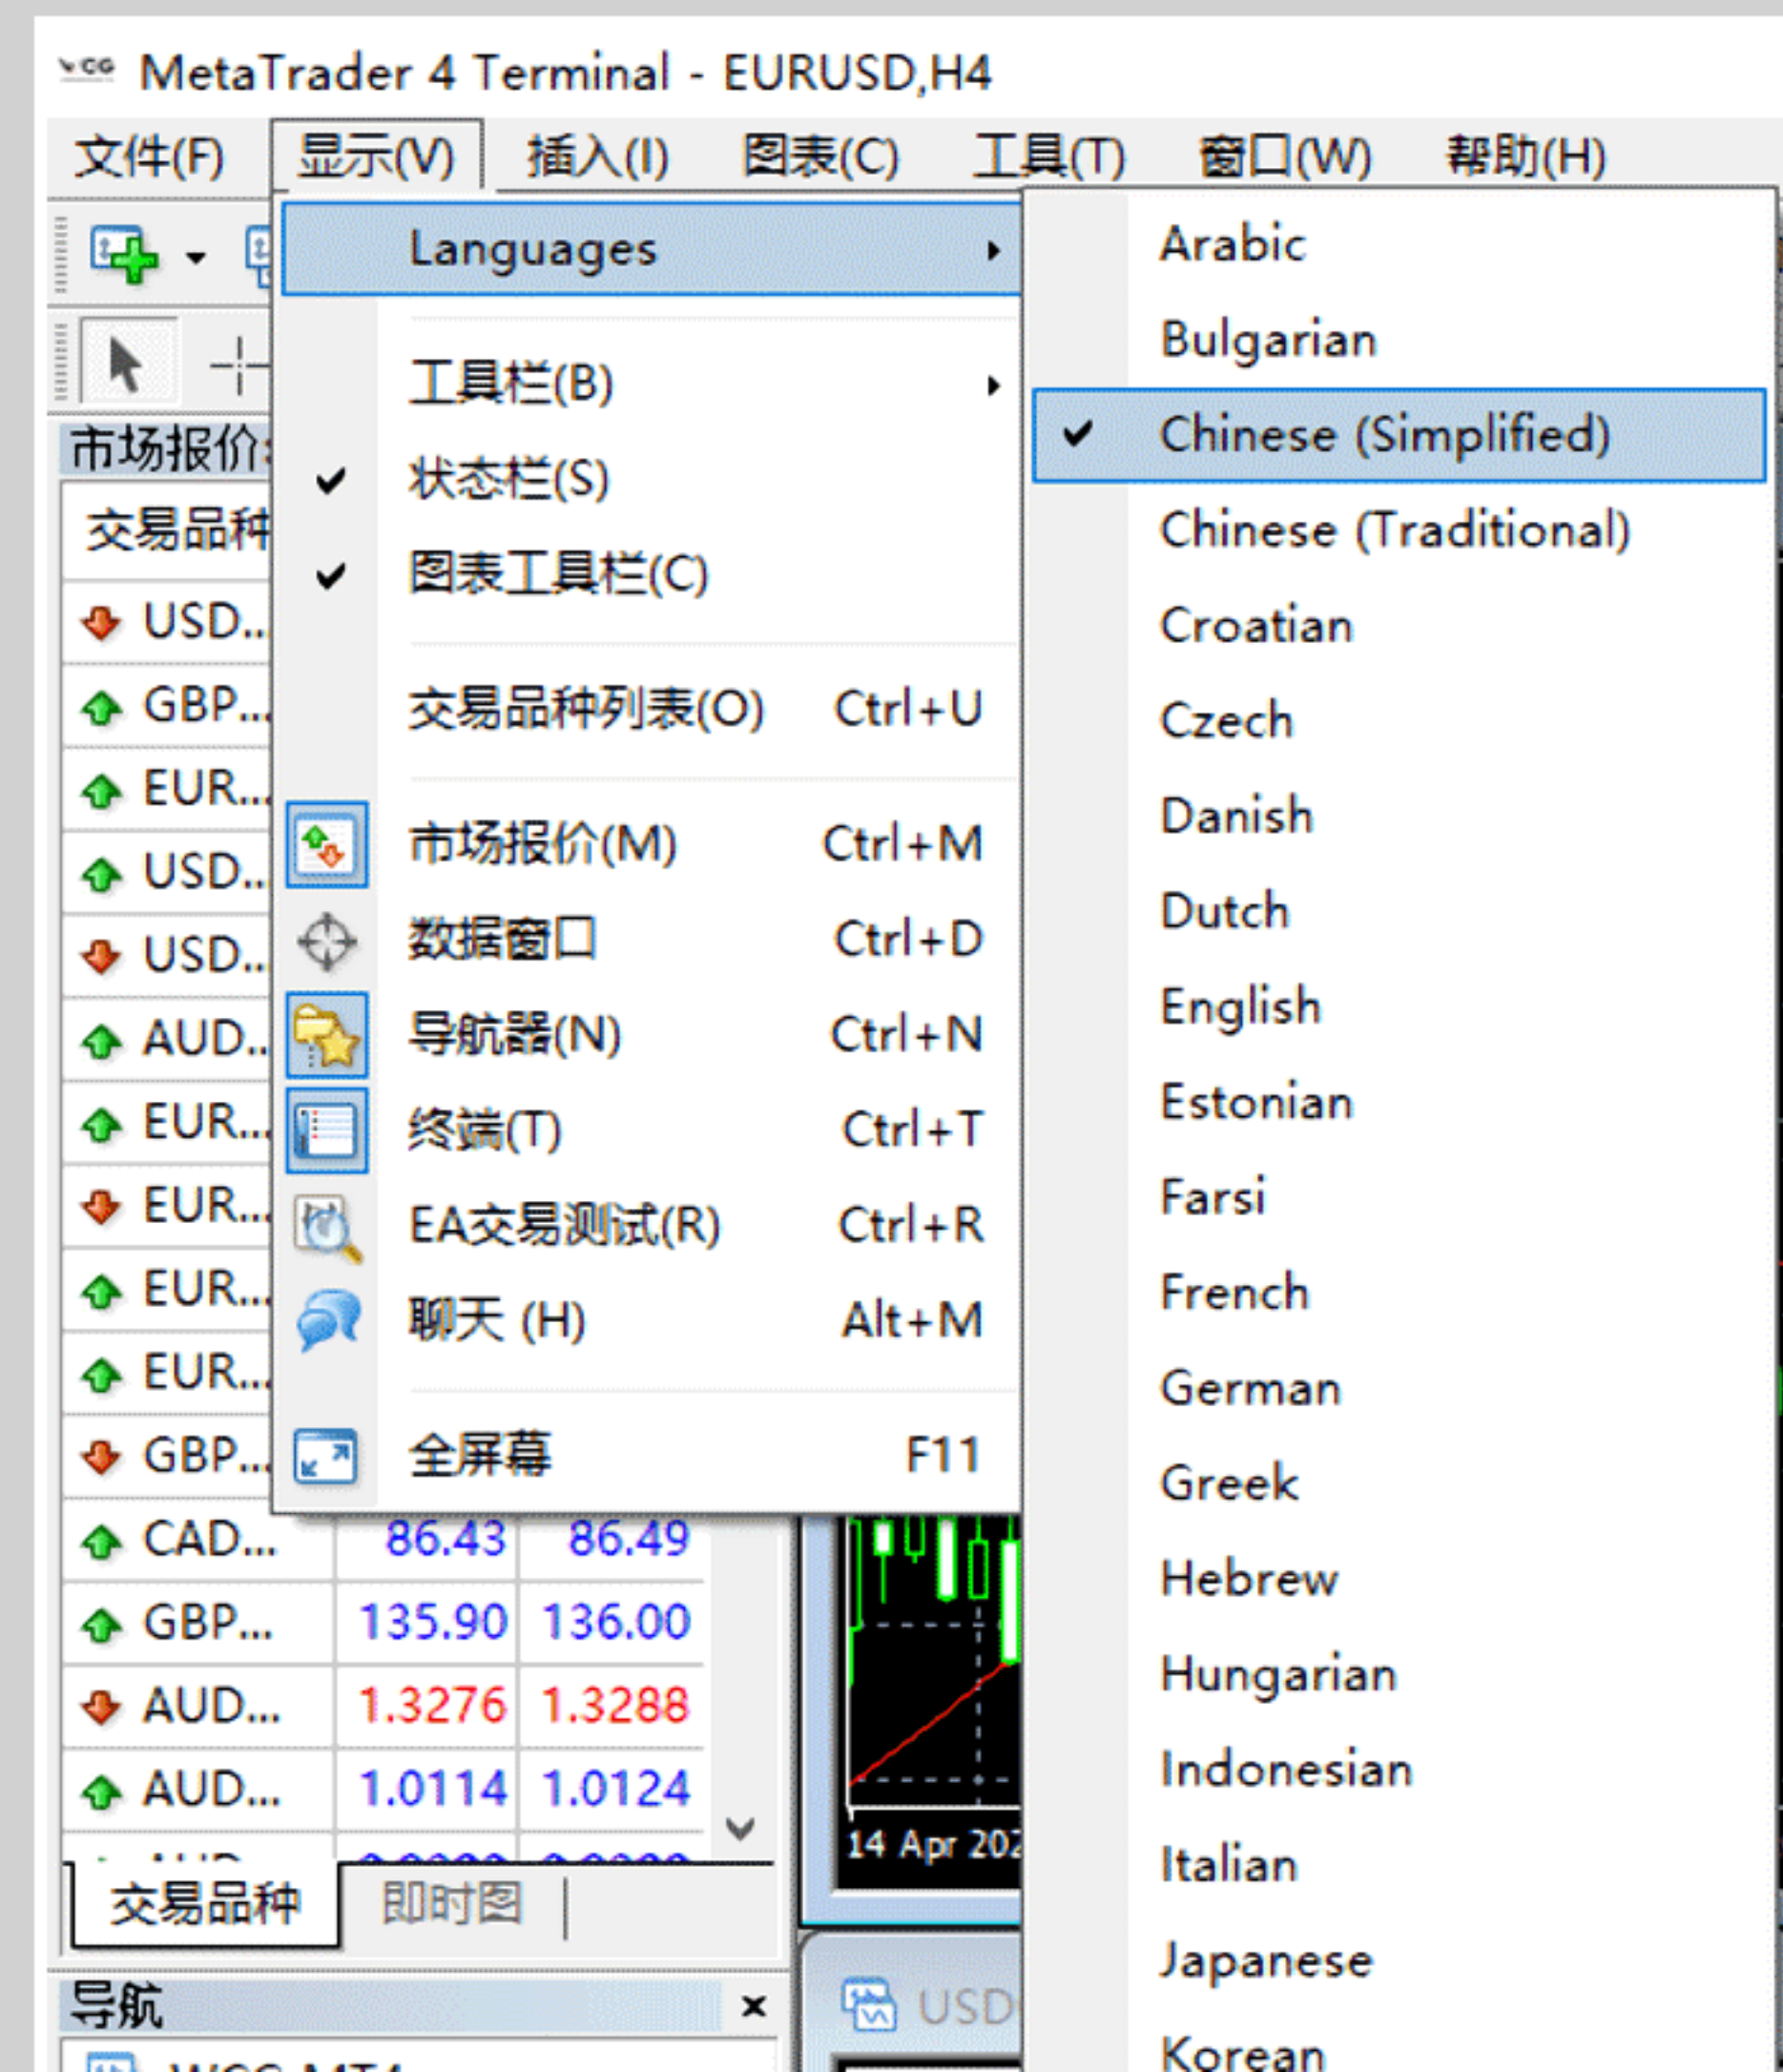 VCG MetaTrader 4 Terminal - EURUSD,H4
文件(F) 显示(V) 插入(I) 图表(C) 工具(T) 窗口(W) 帮助(H)
Languages
工具栏(B)
状态栏(S)
图表工具栏(C)
交易品种列表(O) Ctrl+U
市场报价(M) Ctrl+M
数据窗口 Ctrl+D
导航器(N) Ctrl+N
终端(T) Ctrl+T
EA交易测试(R) Ctrl+R
聊天 (H) Alt+M
全屏幕 F11
Arabic
Bulgarian
Chinese (Simplified)
Chinese (Traditional)
Croatian
Czech
Danish
Dutch
English
Estonian
Farsi
French
German
Greek
Hebrew
Hungarian
Indonesian
Italian
Japanese
Korean
市场报价:
交易品种
USD...
GBP...
EUR...
USD...
USD...
AUD...
EUR...
EUR...
EUR...
EUR...
GBP...
CAD... 86.43 86.49
GBP... 135.90 136.00
AUD... 1.3276 1.3288
AUD... 1.0114 1.0124
交易品种 即时图
导航
14 Apr 202
USD